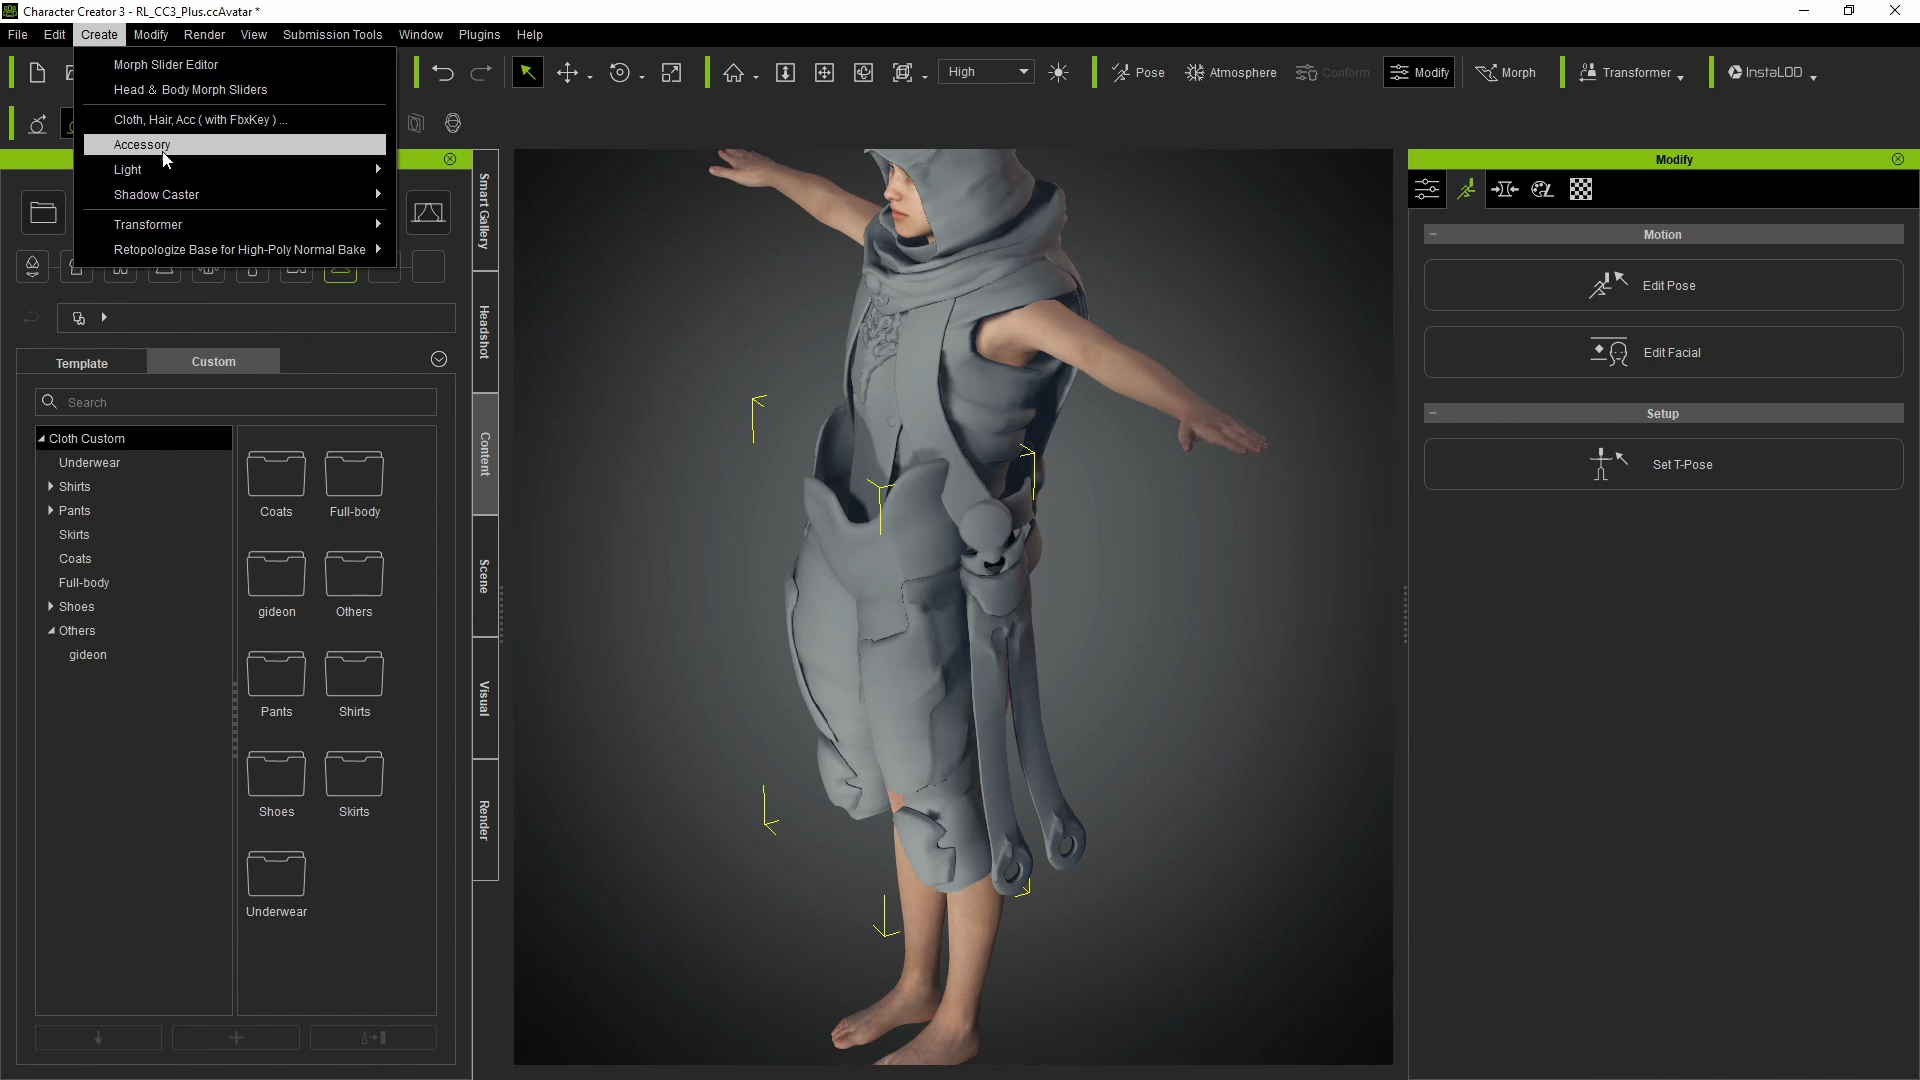 Character Creator 3 - RL_CC3_Plus.ccAvatar *
File Edit Create Modify Render View Submission Tools Window Plugins Help
Morph Slider Editor
Head & Body Morph Sliders
Cloth, Hair, Acc ( with FbxKey ) ...
Accessory
Light
Shadow Caster
Transformer
Retopologize Base for High-Poly Normal Bake
High
Pose
Atmosphere
Conform
Modify
Morph
Transformer
InstaLOD
Smart Gallery
Headshot
Content
Scene
Visual
Render
Template
Custom
Search
Cloth Custom
Underwear
Shirts
Pants
Skirts
Coats
Full-body
Shoes
Others
gideon
Coats
Full-body
gideon
Others
Pants
Shirts
Shoes
Skirts
Underwear
Modify
Motion
Edit Pose
Edit Facial
Setup
Set T-Pose